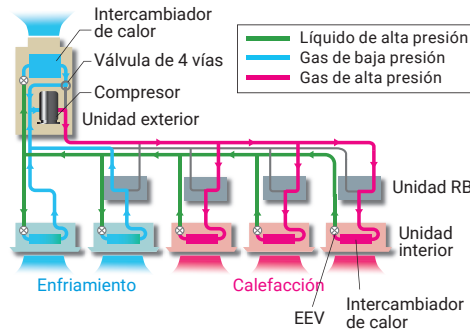 Intercambiador
de calor
Válvula de 4 vías
Compresor
Unidad exterior
Líquido de alta presión
Gas de baja presión
Gas de alta presión
Unidad RB
Unidad
interior
Enfriamiento
Calefacción
EEV
Intercambiador
de calor